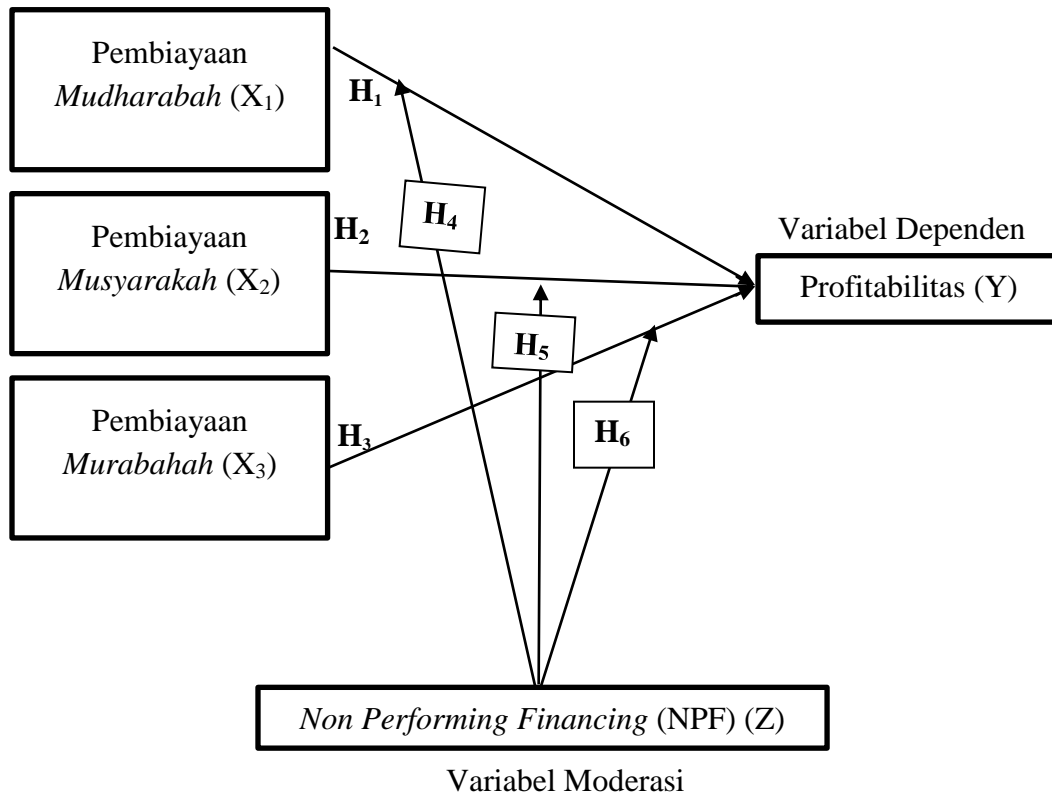 Pembiayaan
Mudharabah (X₁)
H₁
H₄
Pembiayaan
Musyarakah (X₂)
H₂
Variabel Dependen
Profitabilitas (Y)
H₅
Pembiayaan
Murabahah (X₃)
H₃
H₆
Non Performing Financing (NPF) (Z)
Variabel Moderasi